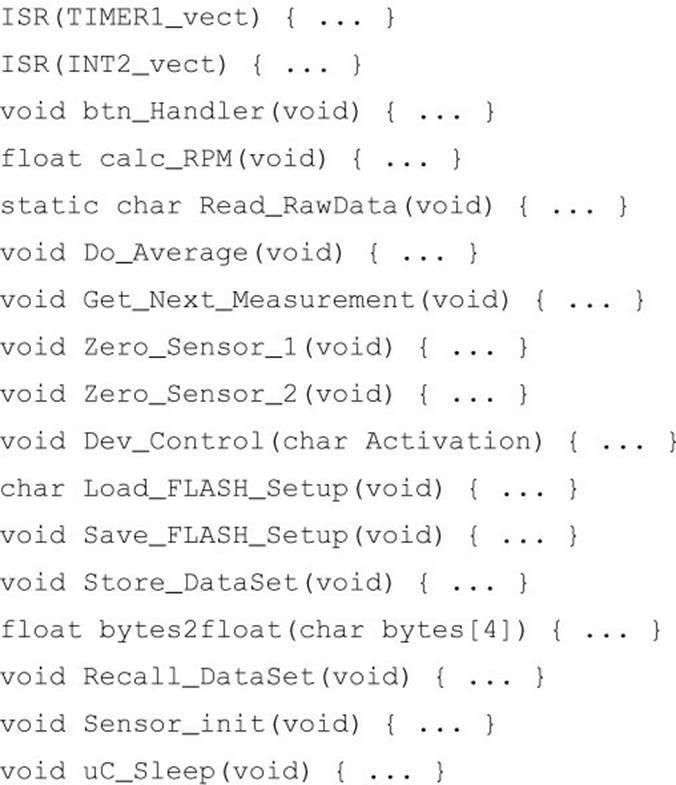 ISR(TIMER1_vect) { ... }
ISR(INT2_vect) { ... }
void btn_Handler(void) { ... }
float calc_RPM(void) { ... }
static char Read_RawData(void) { ... }
void Do_Average(void) { ... }
void Get_Next_Measurement(void) { ... }
void Zero_Sensor_1(void) { ... }
void Zero_Sensor_2(void) { ... }
void Dev_Control(char Activation) { ... }
char Load_FLASH_Setup(void) { ... }
void Save_FLASH_Setup(void) { ... }
void Store_DataSet(void) { ... }
float bytes2float(char bytes[4]) { ... }
void Recall_DataSet(void) { ... }
void Sensor_init(void) { ... }
void uC_Sleep(void) { ... }